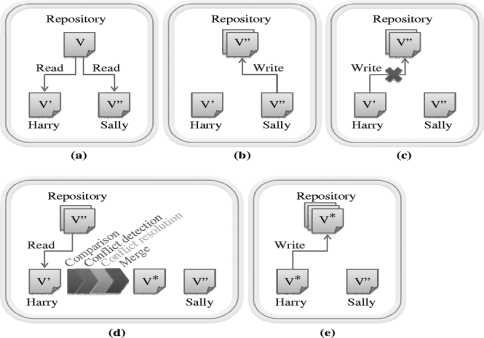 Repository
V
Read Read
V' V"
Harry Sally
(a)
Repository
V"
Write
V' V"
Harry Sally
(b)
Repository
V"
Write
V' V"
Harry Sally
(c)
Repository
V"
Read
Comparison
Conflict detection
Conflict resolution
Merge
V' V* V"
Harry Sally
(d)
Repository
V*
Write
V* V"
Harry Sally
(e)